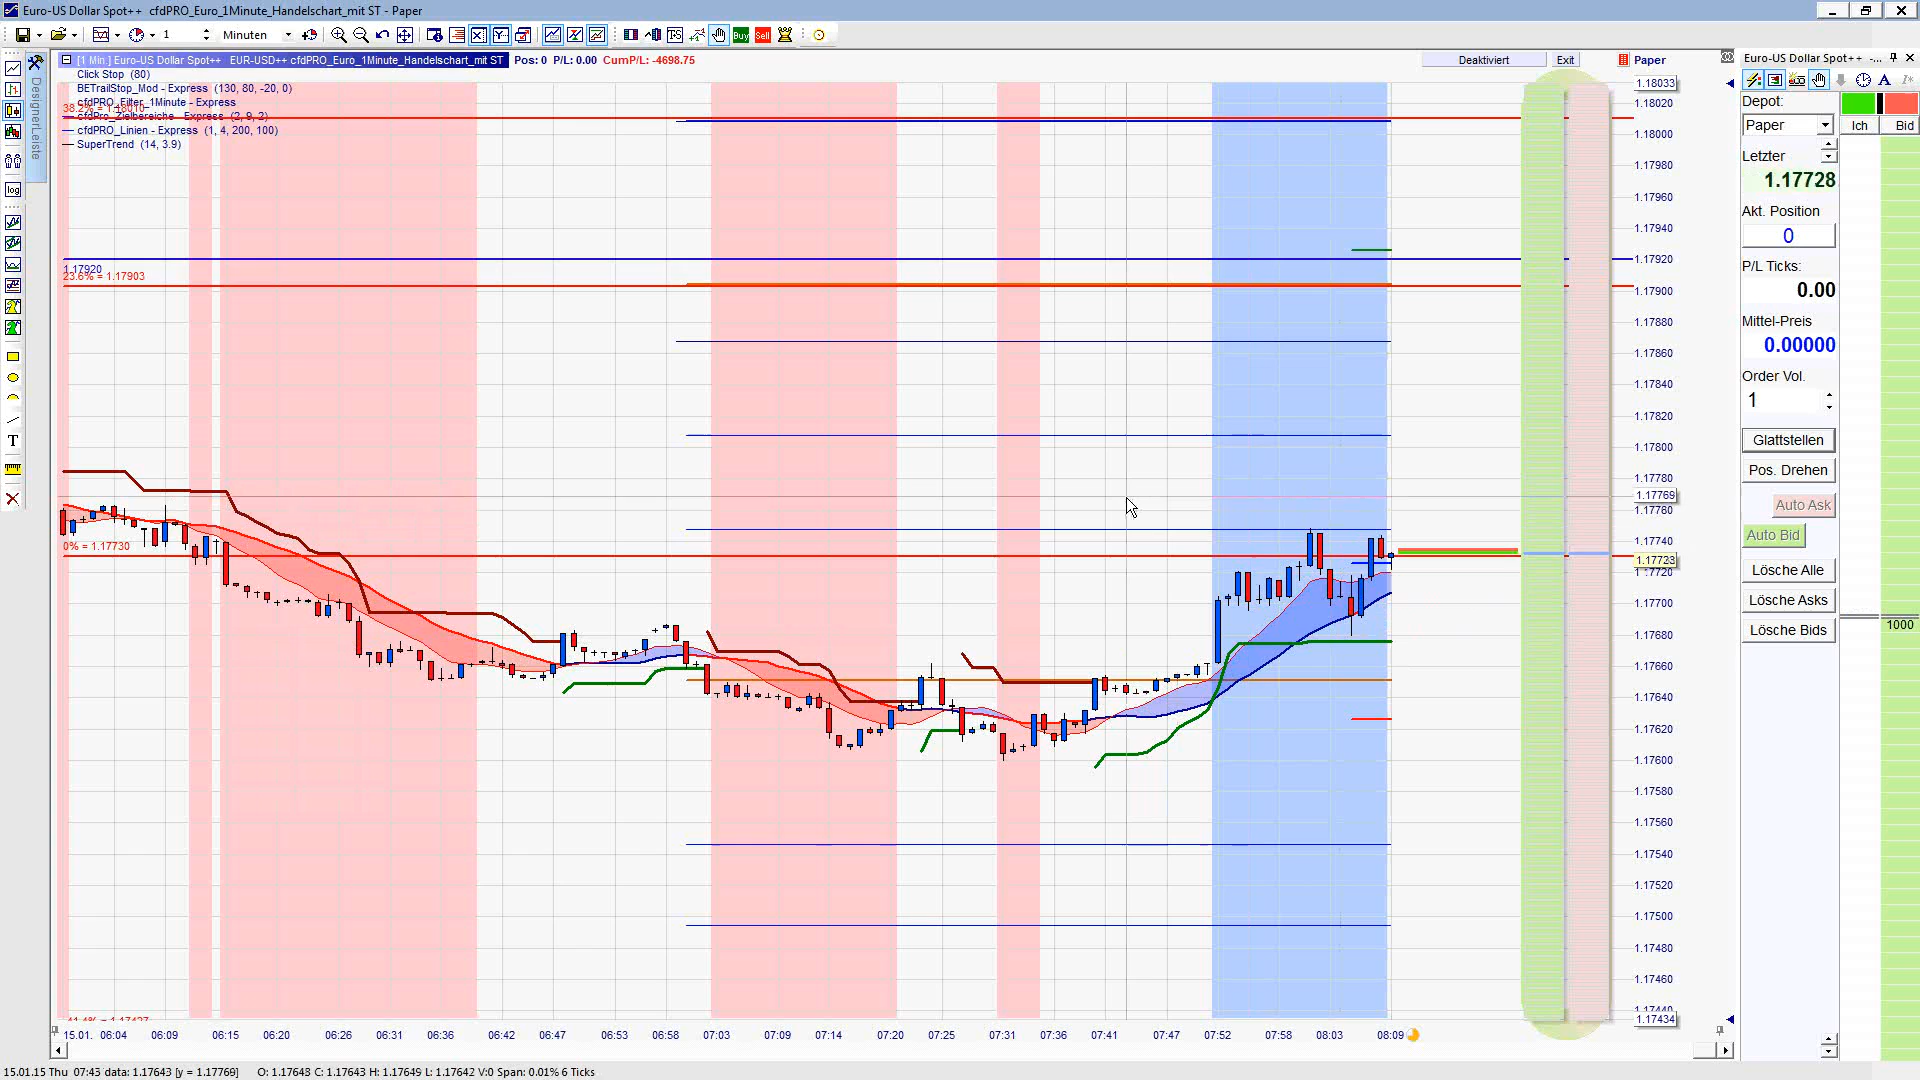 Euro-US Dollar Spot++ cfdPRO_Euro_1Minute_Handelschart_mit ST - Paper
1 Minuten Buy Sell
[1 Min.] Euro-US Dollar Spot++ EUR-USD++ cfdPRO_Euro_1Minute_Handelschart_mit ST Pos: 0 P/L: 0.00 CumP/L: -4698.75 Deaktiviert Exit Paper
Click Stop (80)
BETrailStop_Mod - Express (130, 80, -20, 0)
cfdPRO_Filter_1Minute - Express
38.2% = 1.18010
cfdPro_Zielbereiche - Express (2, 9, 2)
cfdPRO_Linien - Express (1, 4, 200, 100)
SuperTrend (14, 3.9)
1.17920
23.6% = 1.17903
0% = 1.17730
DesignerLeiste
log
T
1.18033
1.18020
1.18000
1.17980
1.17960
1.17940
1.17920
1.17900
1.17880
1.17860
1.17840
1.17820
1.17800
1.17780
1.17769
1.17760
1.17740
1.17723
1.17720
1.17700
1.17680
1.17660
1.17640
1.17620
1.17600
1.17580
1.17560
1.17540
1.17520
1.17500
1.17480
1.17460
1.17440
1.17434
15.01. 06:04 06:09 06:15 06:20 06:26 06:31 06:36 06:42 06:47 06:53 06:58 07:03 07:09 07:14 07:20 07:25 07:31 07:36 07:41 07:47 07:52 07:58 08:03 08:09
15.01.15 Thu 07:43 data: 1.17643 [y = 1.17769] O: 1.17648 C: 1.17643 H: 1.17649 L: 1.17642 V:0 Span: 0.01% 6 Ticks
Euro-US Dollar Spot++ -...
Depot:
Paper
Ich Bid
Letzter
1.17728
Akt. Position
0
P/L Ticks:
0.00
Mittel-Preis
0.00000
Order Vol.
1
Glattstellen
Pos. Drehen
Auto Ask
Auto Bid
Lösche Alle
Lösche Asks
Lösche Bids
1000